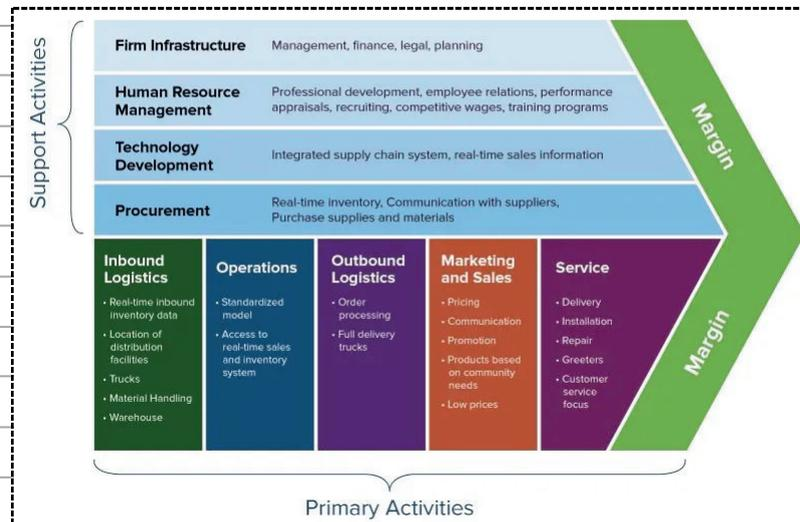 Support Activities
Firm Infrastructure
Management, finance, legal, planning
Human Resource
Management
Professional development, employee relations, performance
appraisals, recruiting, competitive wages, training programs
Technology
Development
Integrated supply chain system, real-time sales information
Procurement
Real-time inventory, Communication with suppliers,
Purchase supplies and materials
Margin
Inbound
Logistics
• Real-time inbound
inventory data
• Location of
distribution
facilities
• Trucks
• Material Handling
• Warehouse
Operations
• Standardized
model
• Access to
real-time sales
and inventory
system
Outbound
Logistics
• Order
processing
• Full delivery
trucks
Marketing
and Sales
• Pricing
• Communication
• Promotion
• Products based
on community
needs
• Low prices
Service
• Delivery
• Installation
• Repair
• Greeters
• Customer
service
focus
Margin
Primary Activities